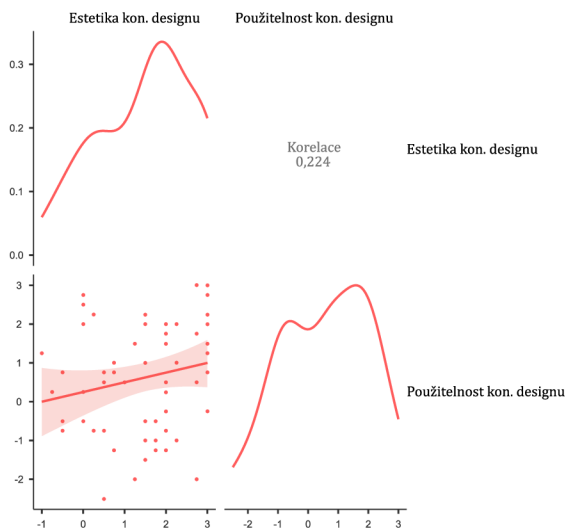 Estetika kon. designu
Použitelnost kon. designu
0.3
0.2
0.1
0.0
Korelace
0,224
Estetika kon. designu
3
2
1
0
-1
-2
Použitelnost kon. designu
-1 0 1 2 3
-2 -1 0 1 2 3